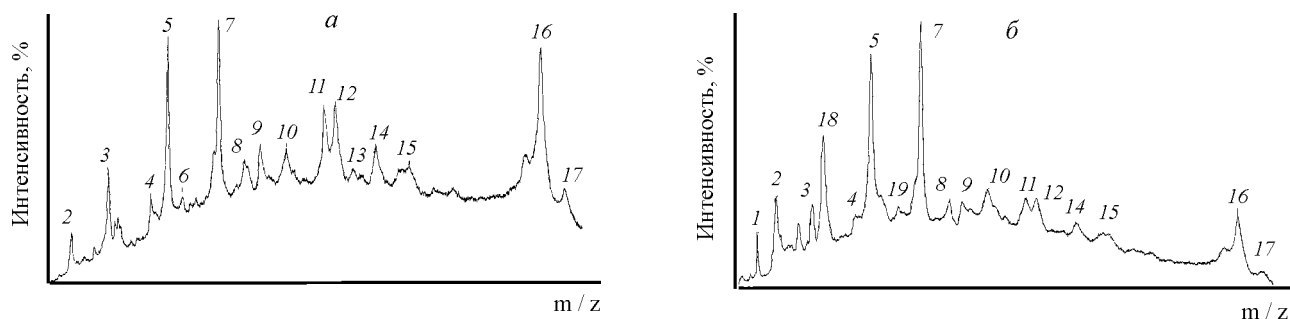 Интенсивность, %
а
2 3 4 5 6 7 8 9 10 11 12 13 14 15 16 17
m / z
Интенсивность, %
б
1 2 3 18 4 5 19 7 8 9 10 11 12 14 15 16 17
m / z